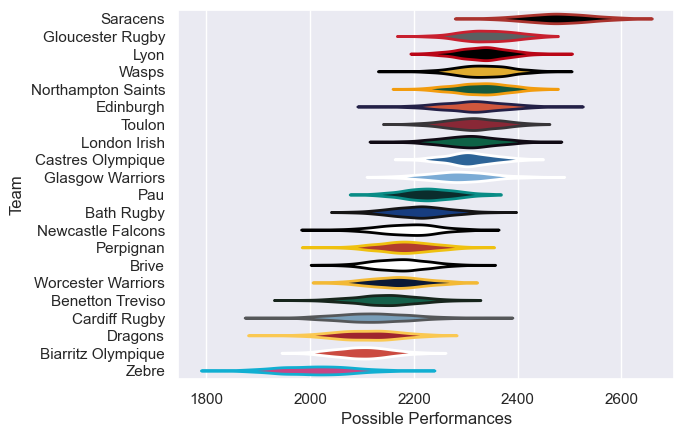 Saracens
Gloucester Rugby
Lyon
Wasps
Northampton Saints
Edinburgh
Toulon
London Irish
Castres Olympique
Glasgow Warriors
Pau
Bath Rugby
Newcastle Falcons
Perpignan
Brive
Worcester Warriors
Benetton Treviso
Cardiff Rugby
Dragons
Biarritz Olympique
Zebre
Team
1800 2000 2200 2400 2600
Possible Performances